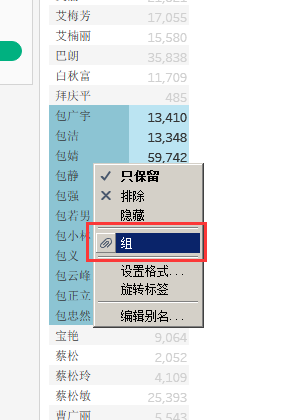 艾梅芳 17,055
艾楠丽 15,580
巴朗 35,838
白秋富 11,709
拜庆平 485
包广宇 13,410
包洁 13,348
包婧 59,742
包静
包强
包若男
包小林
包义
包云峰
包正立
包忠然
只保留
排除
隐藏
组
设置格式...
旋转标签
编辑别名...
宝艳 9,064
蔡松 2,052
蔡松玲 4,109
蔡松敏 25,393
曹广丽 5,543